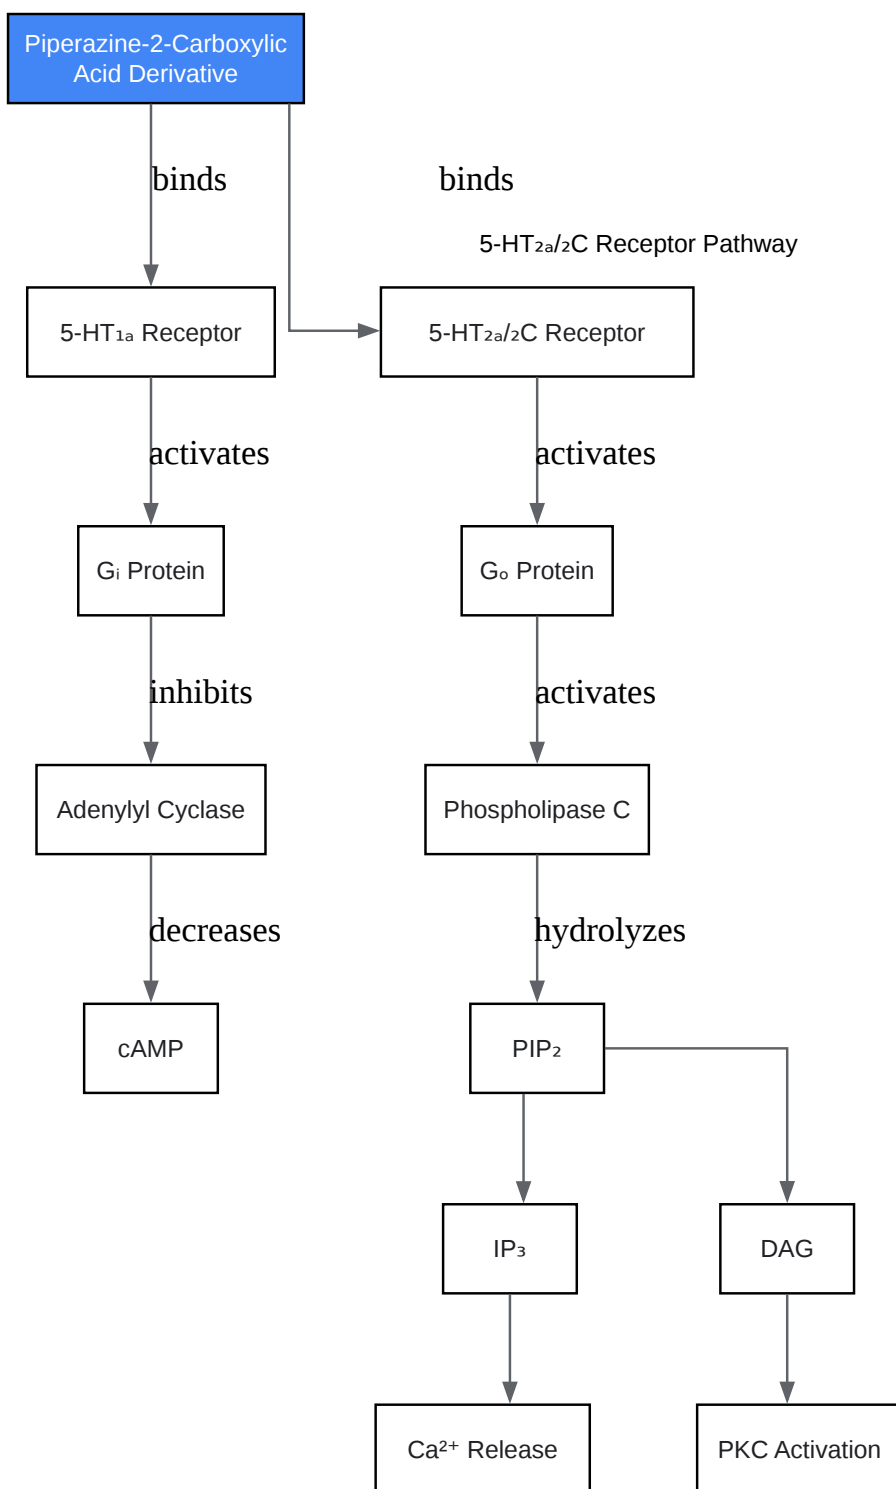 Piperazine-2-Carboxylic
Acid Derivative
binds
binds
5-HT₂ₐ/₂C Receptor Pathway
5-HT₁ₐ Receptor
5-HT₂ₐ/₂C Receptor
activates
activates
Gᵢ Protein
Gₒ Protein
inhibits
activates
Adenylyl Cyclase
Phospholipase C
decreases
hydrolyzes
cAMP
PIP₂
IP₃
DAG
Ca²⁺ Release
PKC Activation